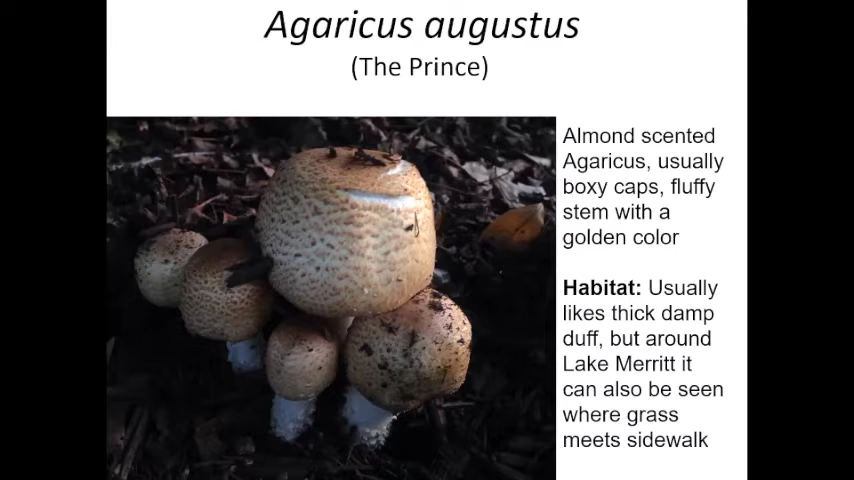 Agaricus augustus
(The Prince)
Almond scented
Agaricus, usually
boxy caps, fluffy
stem with a
golden color
Habitat: Usually
likes thick damp
duff, but around
Lake Merritt it
can also be seen
where grass
meets sidewalk